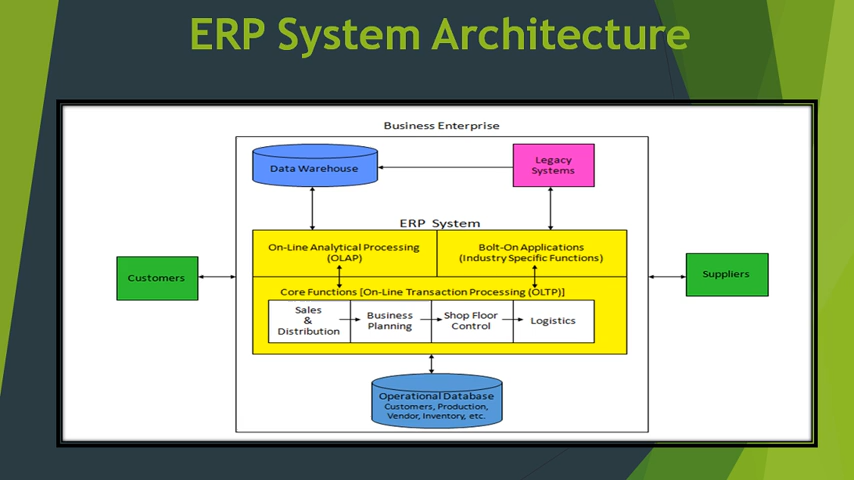 ERP System Architecture
Business Enterprise
Data Warehouse
Legacy
Systems
ERP System
On-Line Analytical Processing
(OLAP)
Bolt-On Applications
(Industry Specific Functions)
Customers
Suppliers
Core Functions [On-Line Transaction Processing (OLTP)]
Sales
&
Distribution
Business
Planning
Shop Floor
Control
Logistics
Operational Database
Customers, Production,
Vendor, Inventory, etc.